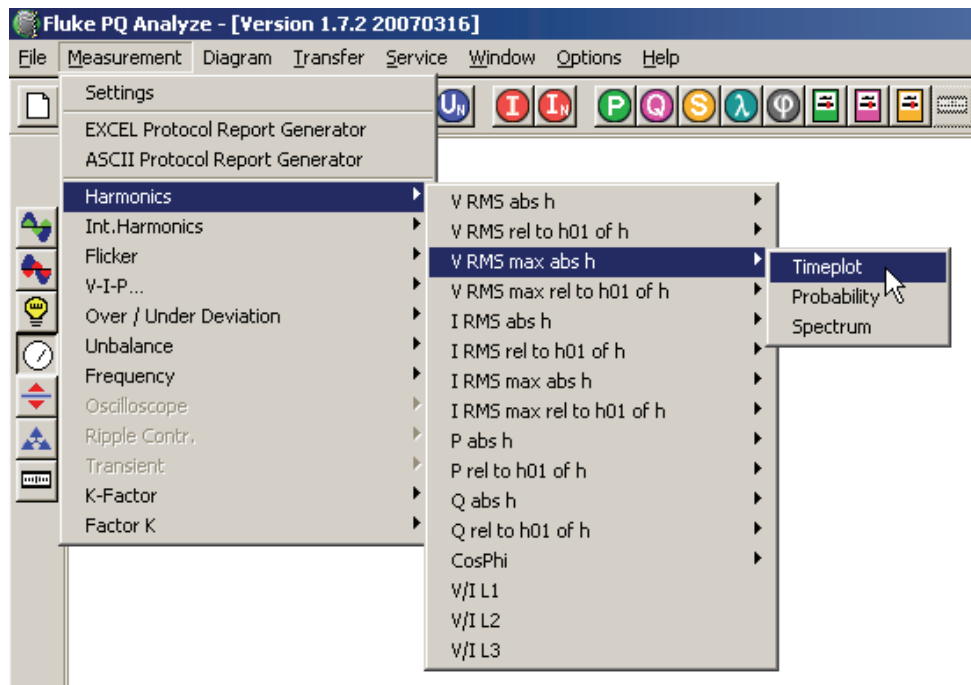 Fluke PQ Analyze - [Version 1.7.2 20070316]
File Measurement Diagram Transfer Service Window Options Help
UN I IN P Q S λ φ
Settings
EXCEL Protocol Report Generator
ASCII Protocol Report Generator
Harmonics
Int.Harmonics
Flicker
V-I-P...
Over / Under Deviation
Unbalance
Frequency
Oscilloscope
Ripple Contr.
Transient
K-Factor
Factor K
V RMS abs h
V RMS rel to h01 of h
V RMS max abs h
V RMS max rel to h01 of h
I RMS abs h
I RMS rel to h01 of h
I RMS max abs h
I RMS max rel to h01 of h
P abs h
P rel to h01 of h
Q abs h
Q rel to h01 of h
CosPhi
V/I L1
V/I L2
V/I L3
Timeplot
Probability
Spectrum